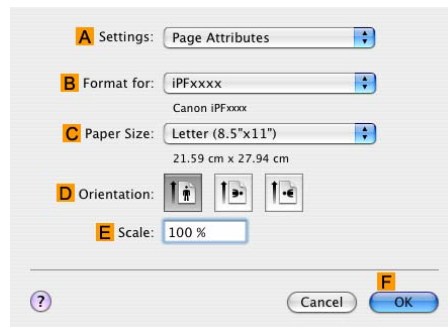 A Settings: Page Attributes
B Format for: iPFxxxx
Canon iPFxxxx
C Paper Size: Letter (8.5"x11")
21.59 cm x 27.94 cm
D Orientation:
E Scale: 100 %
F
? Cancel OK